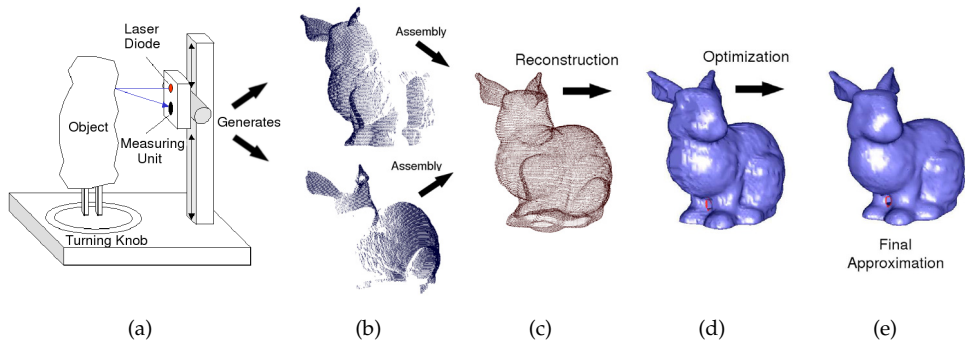 Laser
Diode
Object
Measuring
Unit
Turning Knob
Generates
Assembly
Assembly
Reconstruction
Optimization
Final
Approximation
(a)
(b)
(c)
(d)
(e)